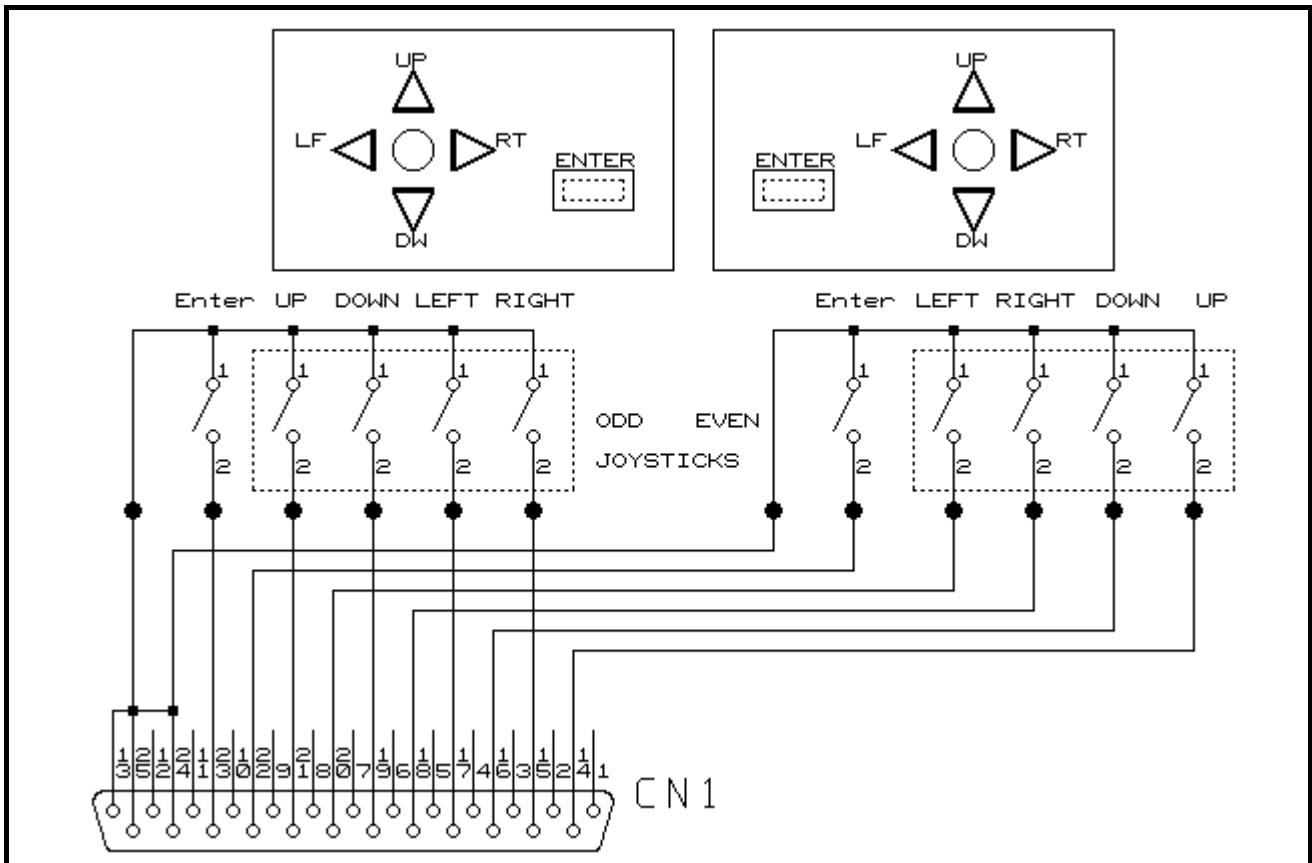 UP UP
LF RT LF RT
ENTER ENTER
DW DW
Enter UP DOWN LEFT RIGHT Enter LEFT RIGHT DOWN UP
1 1 1 1 1 1 1 1 1 1
ODD EVEN
JOYSTICKS
2 2 2 2 2 2 2 2 2 2
13 25 12 24 11 23 10 22 9 21 8 20 7 19 6 18 5 17 4 16 3 15 2 14 1
CN1